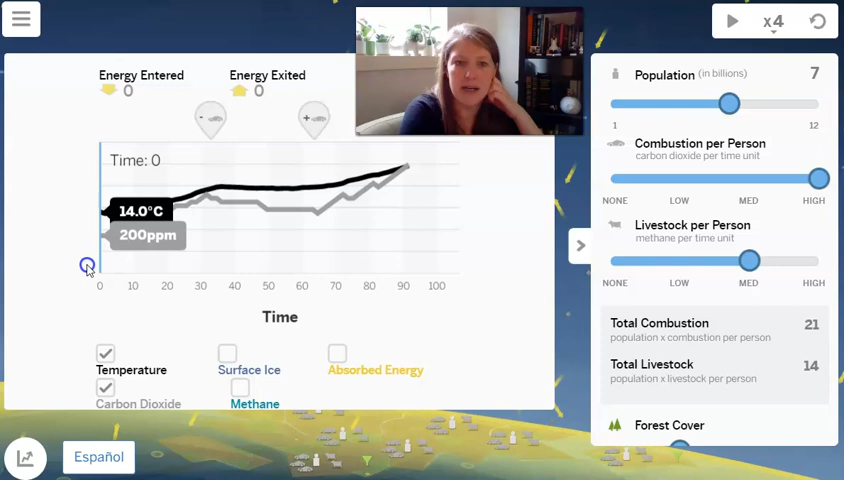 Energy Entered
0
Energy Exited
0
- 
+
Time: 0
14.0°C
200ppm
0 10 20 30 40 50 60 70 80 90 100
Time
Temperature
Surface Ice
Absorbed Energy
Carbon Dioxide
Methane
Español
x4
Population (in billions) 7
1 12
Combustion per Person
carbon dioxide per time unit
NONE LOW MED HIGH
Livestock per Person
methane per time unit
NONE LOW MED HIGH
Total Combustion 21
population x combustion per person
Total Livestock 14
population x livestock per person
Forest Cover